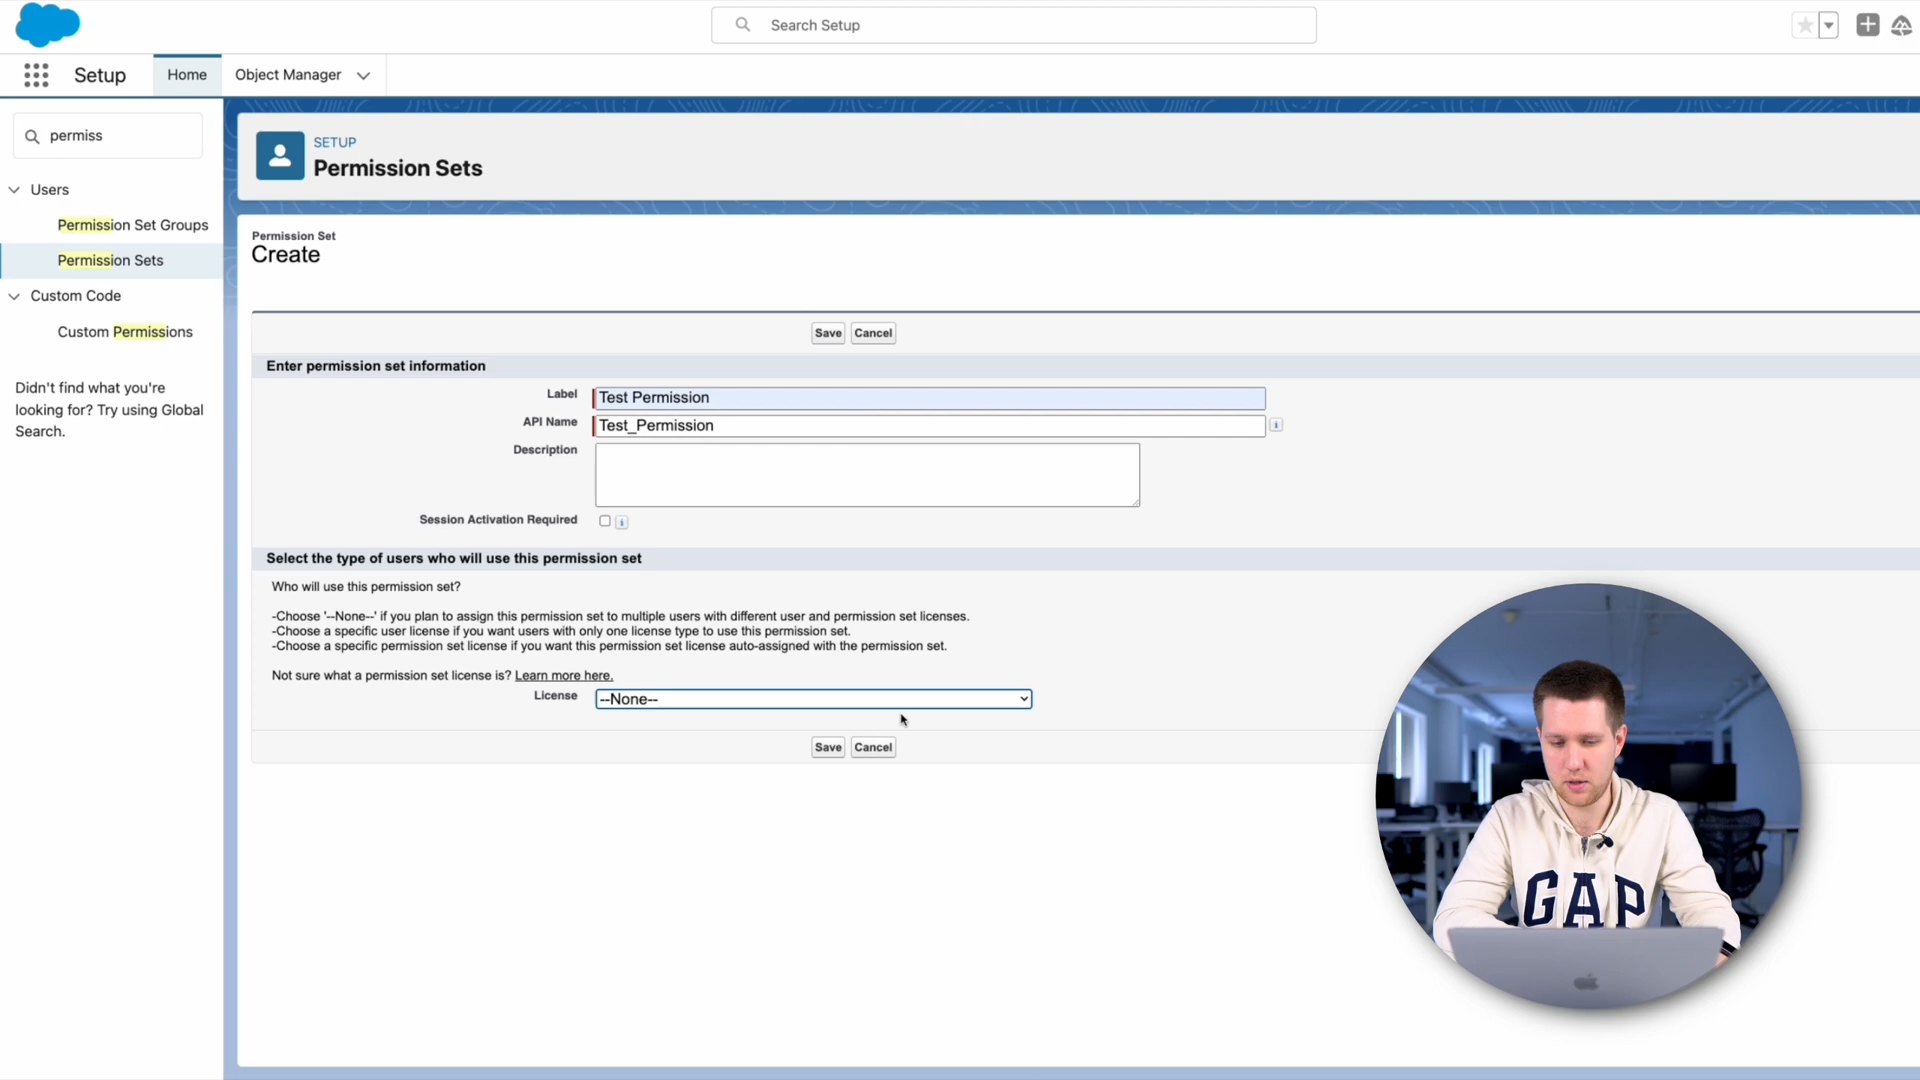 Search Setup
Setup
Home
Object Manager
permiss
Users
Permission Set Groups
Permission Sets
Custom Code
Custom Permissions
Didn't find what you're
looking for? Try using Global
Search.
SETUP
Permission Sets
Permission Set
Create
Save
Cancel
Enter permission set information
Label
Test Permission
API Name
Test_Permission
i
Description
Session Activation Required
i
Select the type of users who will use this permission set
Who will use this permission set?
-Choose '--None--' if you plan to assign this permission set to multiple users with different user and permission set licenses.
-Choose a specific user license if you want users with only one license type to use this permission set.
-Choose a specific permission set license if you want this permission set license auto-assigned with the permission set.
Not sure what a permission set license is? Learn more here.
License
--None--
Save
Cancel
GAP